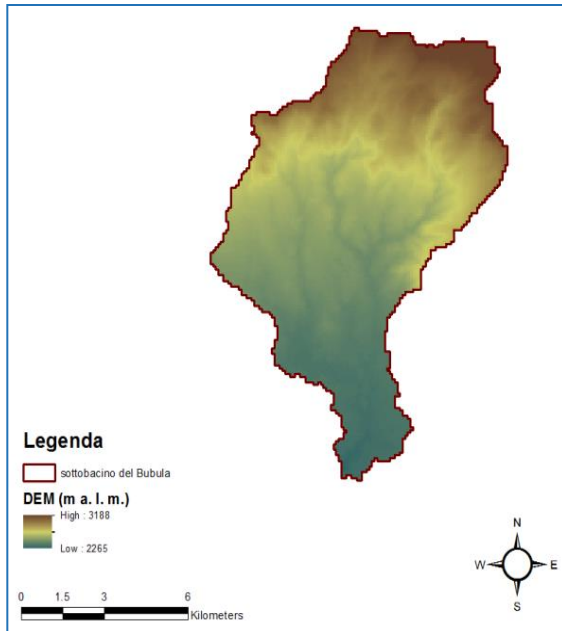 Legenda
sottobacino del Bubula
DEM (m a. l. m.)
High : 3188
Low : 2265
0 1.5 3 6
Kilometers
N
W E
S